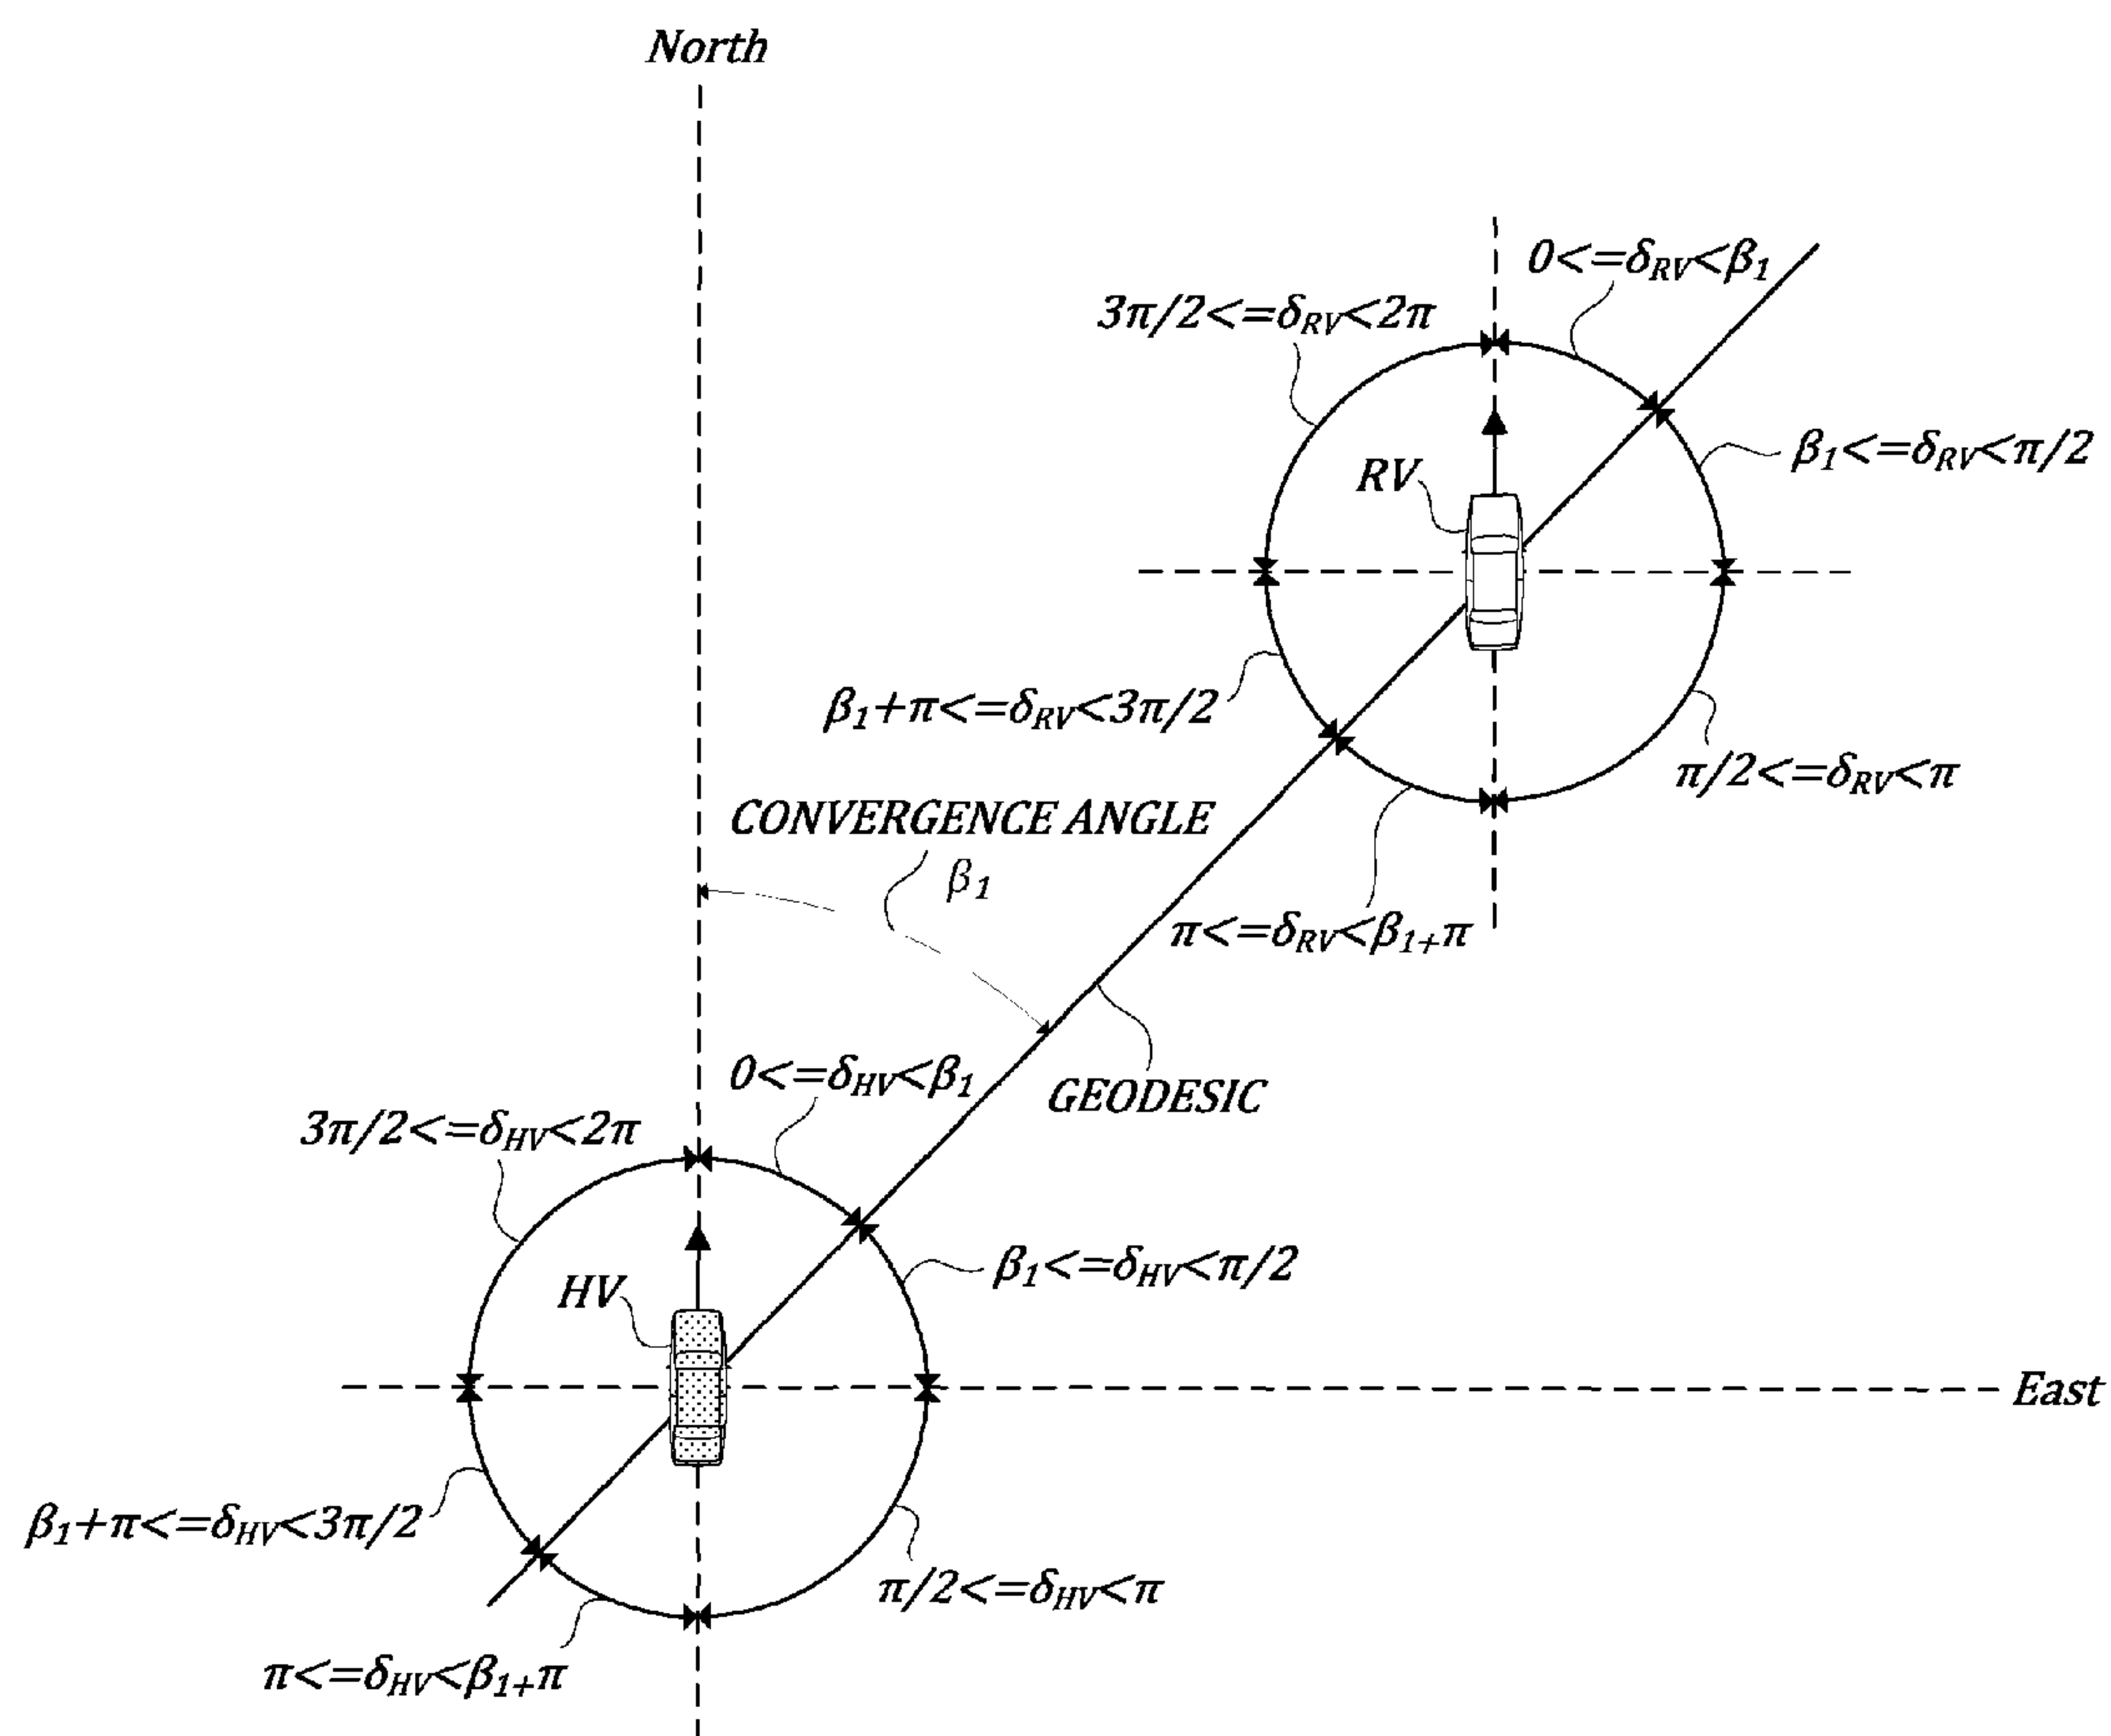 North
0<=δRV<β1
3π/2<=δRV<2π
β1<=δRV<π/2
RV
β1+π<=δRV<3π/2
π/2<=δRV<π
CONVERGENCE ANGLE
β1
π<=δRV<β1+π
0<=δHV<β1
GEODESIC
3π/2<=δHV<2π
β1<=δHV<π/2
HV
East
β1+π<=δHV<3π/2
π/2<=δHV<π
π<=δHV<β1+π